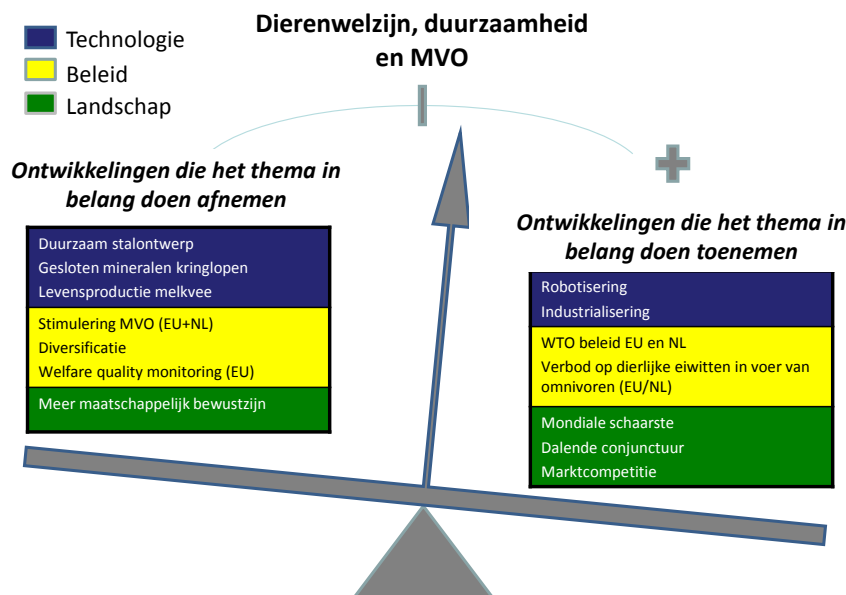 Dierenwelzijn, duurzaamheid
en MVO
Technologie
Beleid
Landschap
Ontwikkelingen die het thema in
belang doen afnemen
Duurzaam stalontwerp
Gesloten mineralen kringlopen
Levensproductie melkvee
Stimulering MVO (EU+NL)
Diversificatie
Welfare quality monitoring (EU)
Meer maatschappelijk bewustzijn
Ontwikkelingen die het thema in
belang doen toenemen
Robotisering
Industrialisering
WTO beleid EU en NL
Verbod op dierlijke eiwitten in voer van
omnivoren (EU/NL)
Mondiale schaarste
Dalende conjunctuur
Marktcompetitie